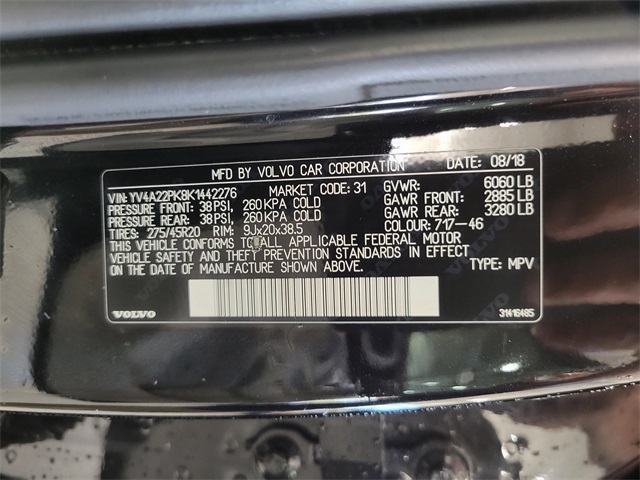 MFD BY VOLVO CAR CORPORATION DATE: 08/18
VIN: YV4A22PK8K1442276 MARKET CODE: 31 GVWR: 6060 LB
PRESSURE FRONT: 38 PSI, 260 KPA COLD GAWR FRONT: 2885 LB
PRESSURE REAR: 38 PSI, 260 KPA COLD GAWR REAR: 3280 LB
TIRES: 275/45R20 RIM: 9Jx20x38.5 COLOUR: 717-46
THIS VEHICLE CONFORMS TO ALL APPLICABLE FEDERAL MOTOR
VEHICLE SAFETY AND THEFT PREVENTION STANDARDS IN EFFECT
ON THE DATE OF MANUFACTURE SHOWN ABOVE. TYPE: MPV
VOLVO 31416485